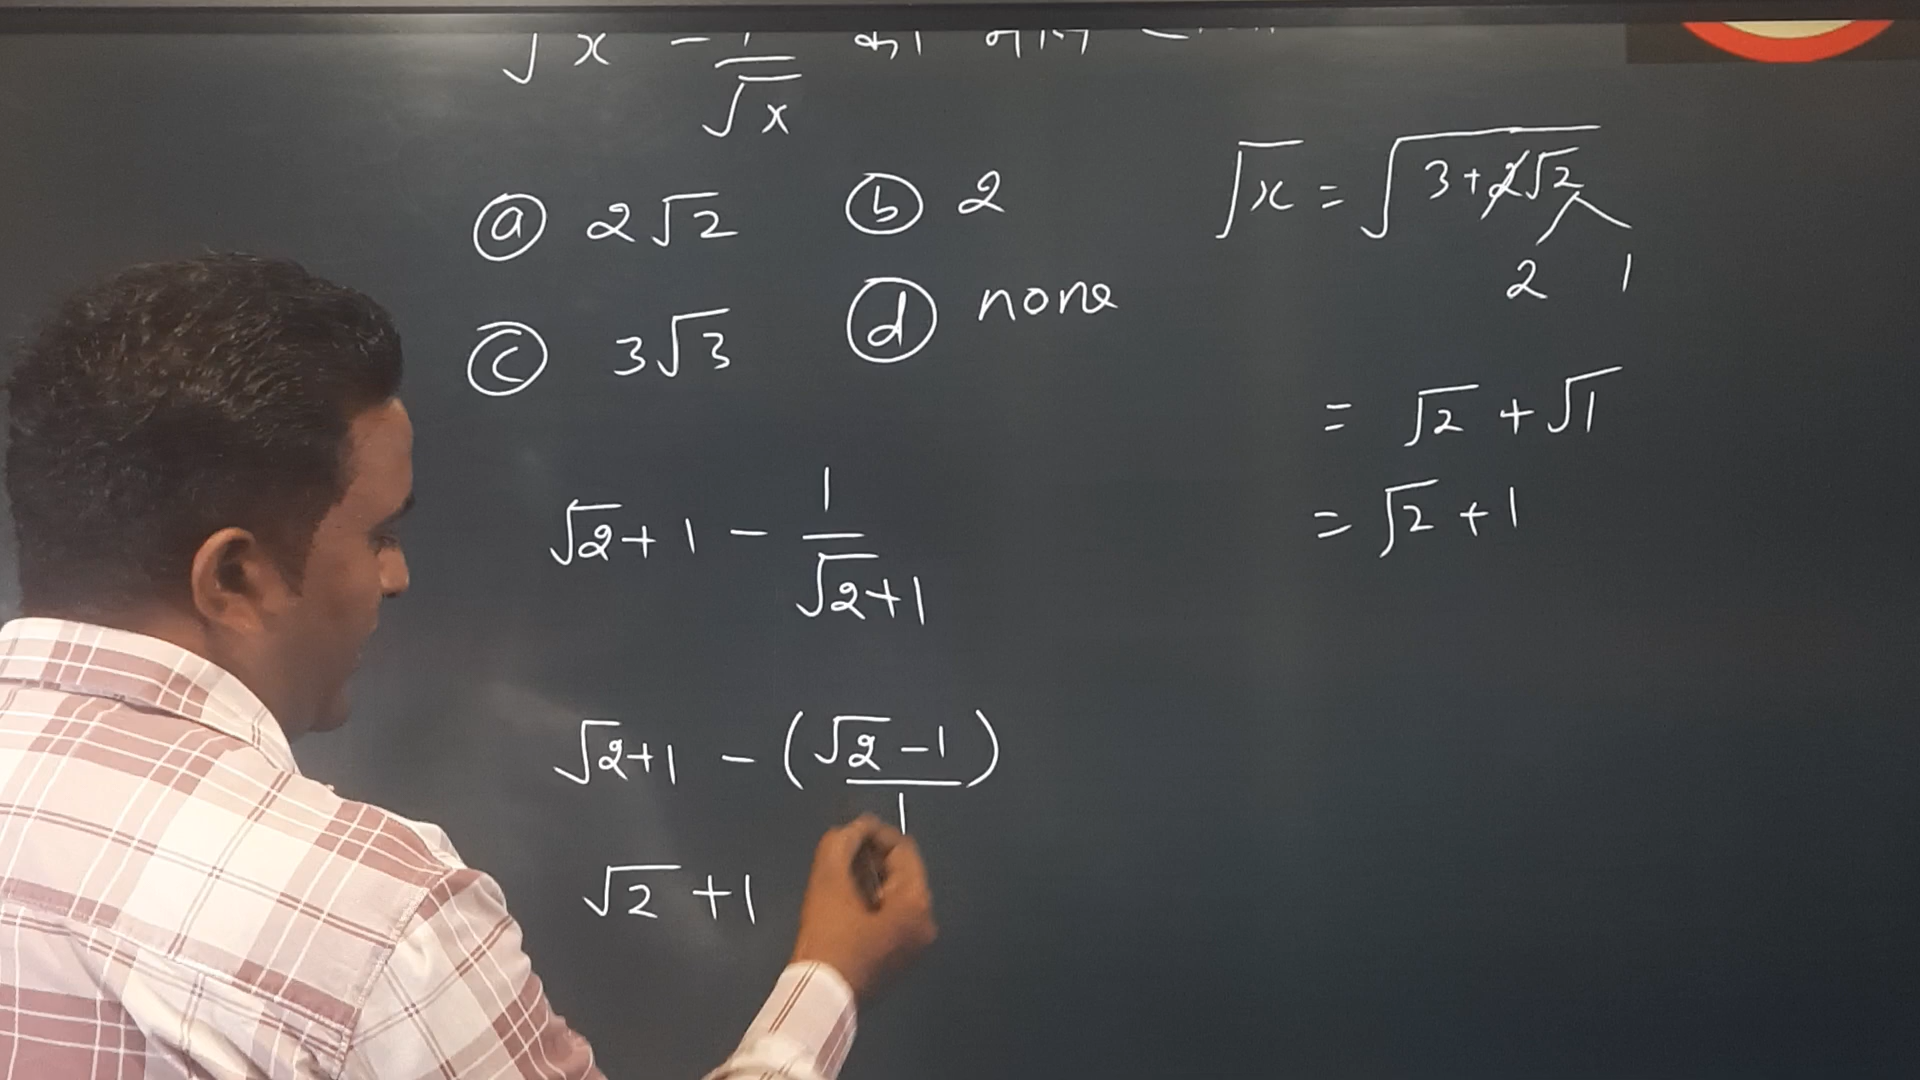 √x - 1/√x का मान
ⓐ 2√2 ⓑ 2
ⓒ 3√3 ⓓ none
√2+1 - 1/(√2+1)
√2+1 - (√2-1)/1
√2 +1
√x = √(3+2√2)
2 1
= √2 + √1
= √2 + 1